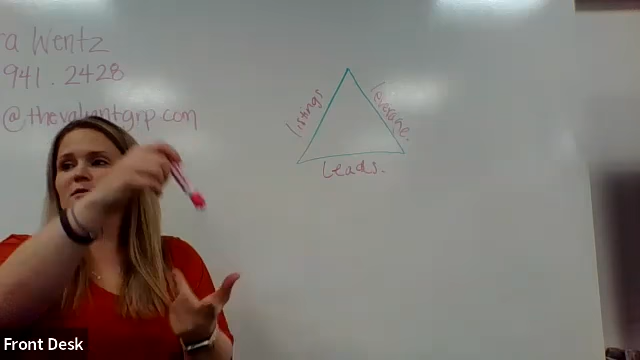 ra Wentz
941.2428
@thevaliantgrp.com
listings
Leverage.
Leads.
Front Desk